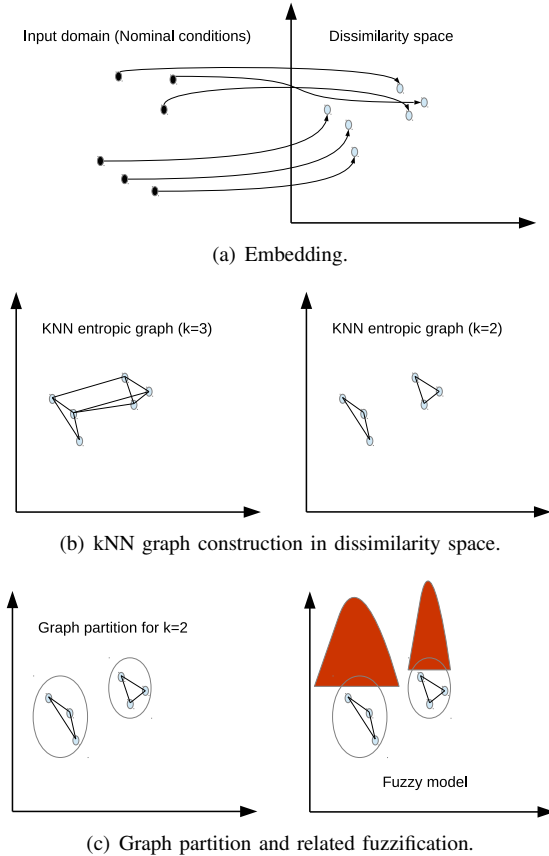 Input domain (Nominal conditions)
Dissimilarity space
(a) Embedding.
KNN entropic graph (k=3)
KNN entropic graph (k=2)
(b) kNN graph construction in dissimilarity space.
Graph partition for k=2
Fuzzy model
(c) Graph partition and related fuzzification.